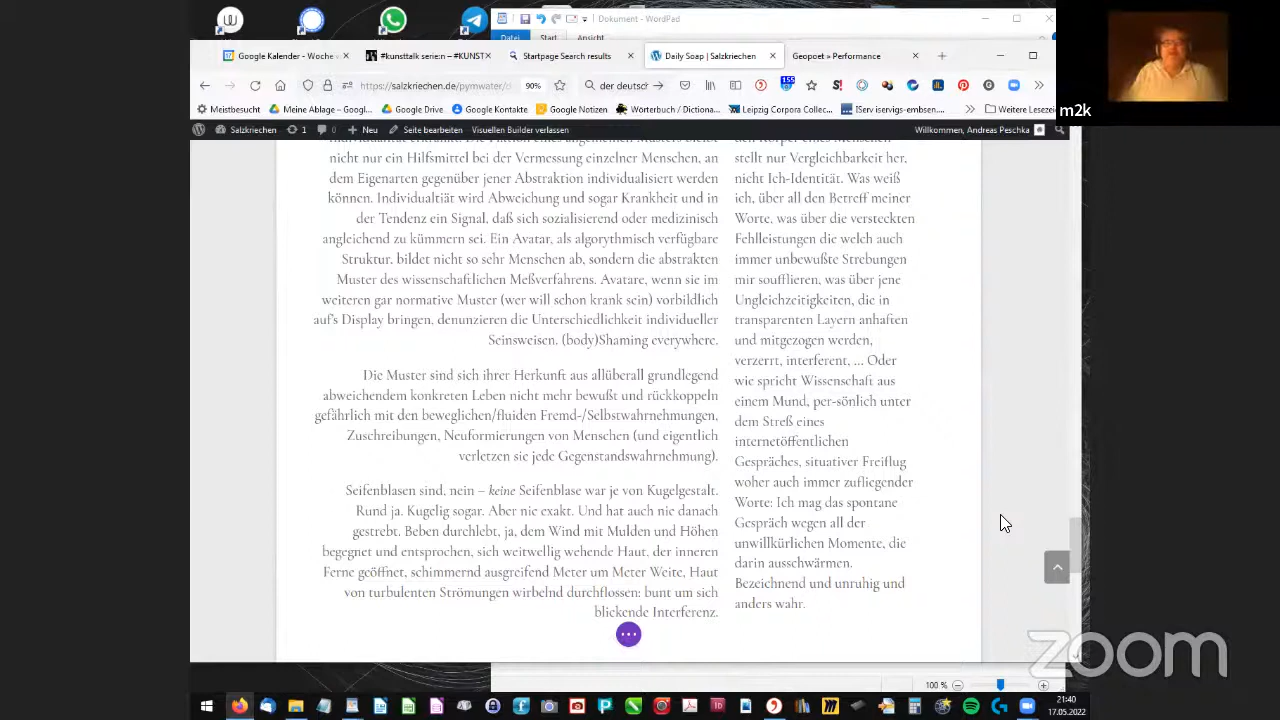 Dokument - WordPad
Datei Start Ansicht
Google Kalender - Woche
#kunsttalk serie:n – #KUNST
Startpage Search results
Daily Soap | Salzkriechen
Geopoet » Performance
https://salzkriechen.de/pymwater/
90%
der deutsch
155
Meistbesucht
Meine Ablage – Googl...
Google Drive
Google Kontakte
Google Notizen
Wörterbuch / Dictiona...
Leipzig Corpora Collec...
IServ iservigs-embsen...
Weitere Lesezei
m2k
Salzkriechen
1
0
Neu
Seite bearbeiten
Visuellen Builder verlassen
Willkommen, Andreas Peschka
nicht nur ein Hilfsmittel bei der Vermessung einzelner Menschen, an
dem Eigenarten gegenüber jener Abstraktion individualisiert werden
können. Individualtiät wird Abweichung und sogar Krankheit und in
der Tendenz ein Signal, daß sich sozialisierend oder medizinisch
angleichend zu kümmern sei. Ein Avatar, als algorythmisch verfügbare
Struktur, bildet nicht so sehr Menschen ab, sondern die abstrakten
Muster des wissenschaftlichen Meßverfahrens. Avatare, wenn sie im
weiteren gar normative Muster (wer will schon krank sein) vorbildlich
auf's Display bringen, denunzieren die Unterschiedlichkeit individueller
Seinsweisen. (body)Shaming everywhere.
Die Muster sind sich ihrer Herkunft aus allüberall grundlegend
abweichendem konkreten Leben nicht mehr bewußt und rückkoppeln
gefährlich mit den beweglichen/fluiden Fremd-/Selbstwahrnehmungen,
Zuschreibungen, Neuformierungen von Menschen (und eigentlich
verletzen sie jede Gegenstandswahrnehmung).
Seifenblasen sind, nein – keine Seifenblase war je von Kugelgestalt.
Rund ja. Kugelig sogar. Aber nie exakt. Und hat auch nie danach
gestrebt. Beben durchlebt, ja, dem Wind mit Mulden und Höhen
begegnet und entsprochen, sich weitwellig wehende Haut, der inneren
Ferne geöffnet, schimmernd ausgreifend Meter um Meter Weite, Haut
von turbulenten Strömungen wirbelnd durchflossen: bunt um sich
blickende Interferenz.
den Körper eines Menschen
stellt nur Vergleichbarkeit her,
nicht Ich-Identität. Was weiß
ich, über all den Betreff meiner
Worte, was über die versteckten
Fehlleistungen die welch auch
immer unbewußte Strebungen
mir soufflieren, was über jene
Ungleichzeitigkeiten, die in
transparenten Layern anhaften
und mitgezogen werden,
verzerrt, interferent, ... Oder
wie spricht Wissenschaft aus
einem Mund, per-sönlich unter
dem Streß eines
internetöffentlichen
Gespräches, situativer Freiflug
woher auch immer zufliegender
Worte: Ich mag das spontane
Gespräch wegen all der
unwillkürlichen Momente, die
darin ausschwärmen.
Bezeichnend und unruhig und
anders wahr.
zoom
100 %
21:40
17.05.2022